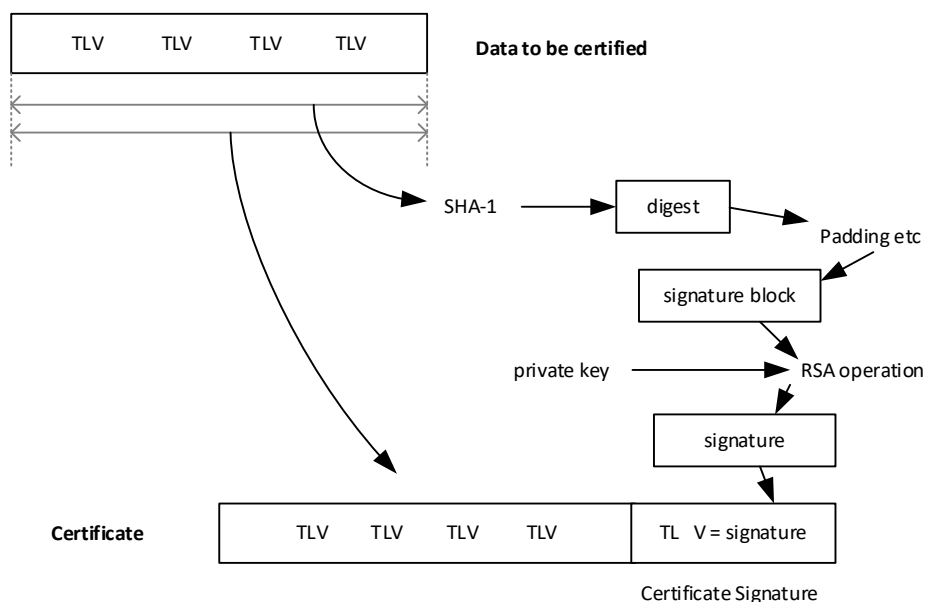 TLV TLV TLV TLV
Data to be certified
SHA-1
digest
Padding etc
signature block
private key
RSA operation
signature
Certificate
TLV TLV TLV TLV
TL V = signature
Certificate Signature